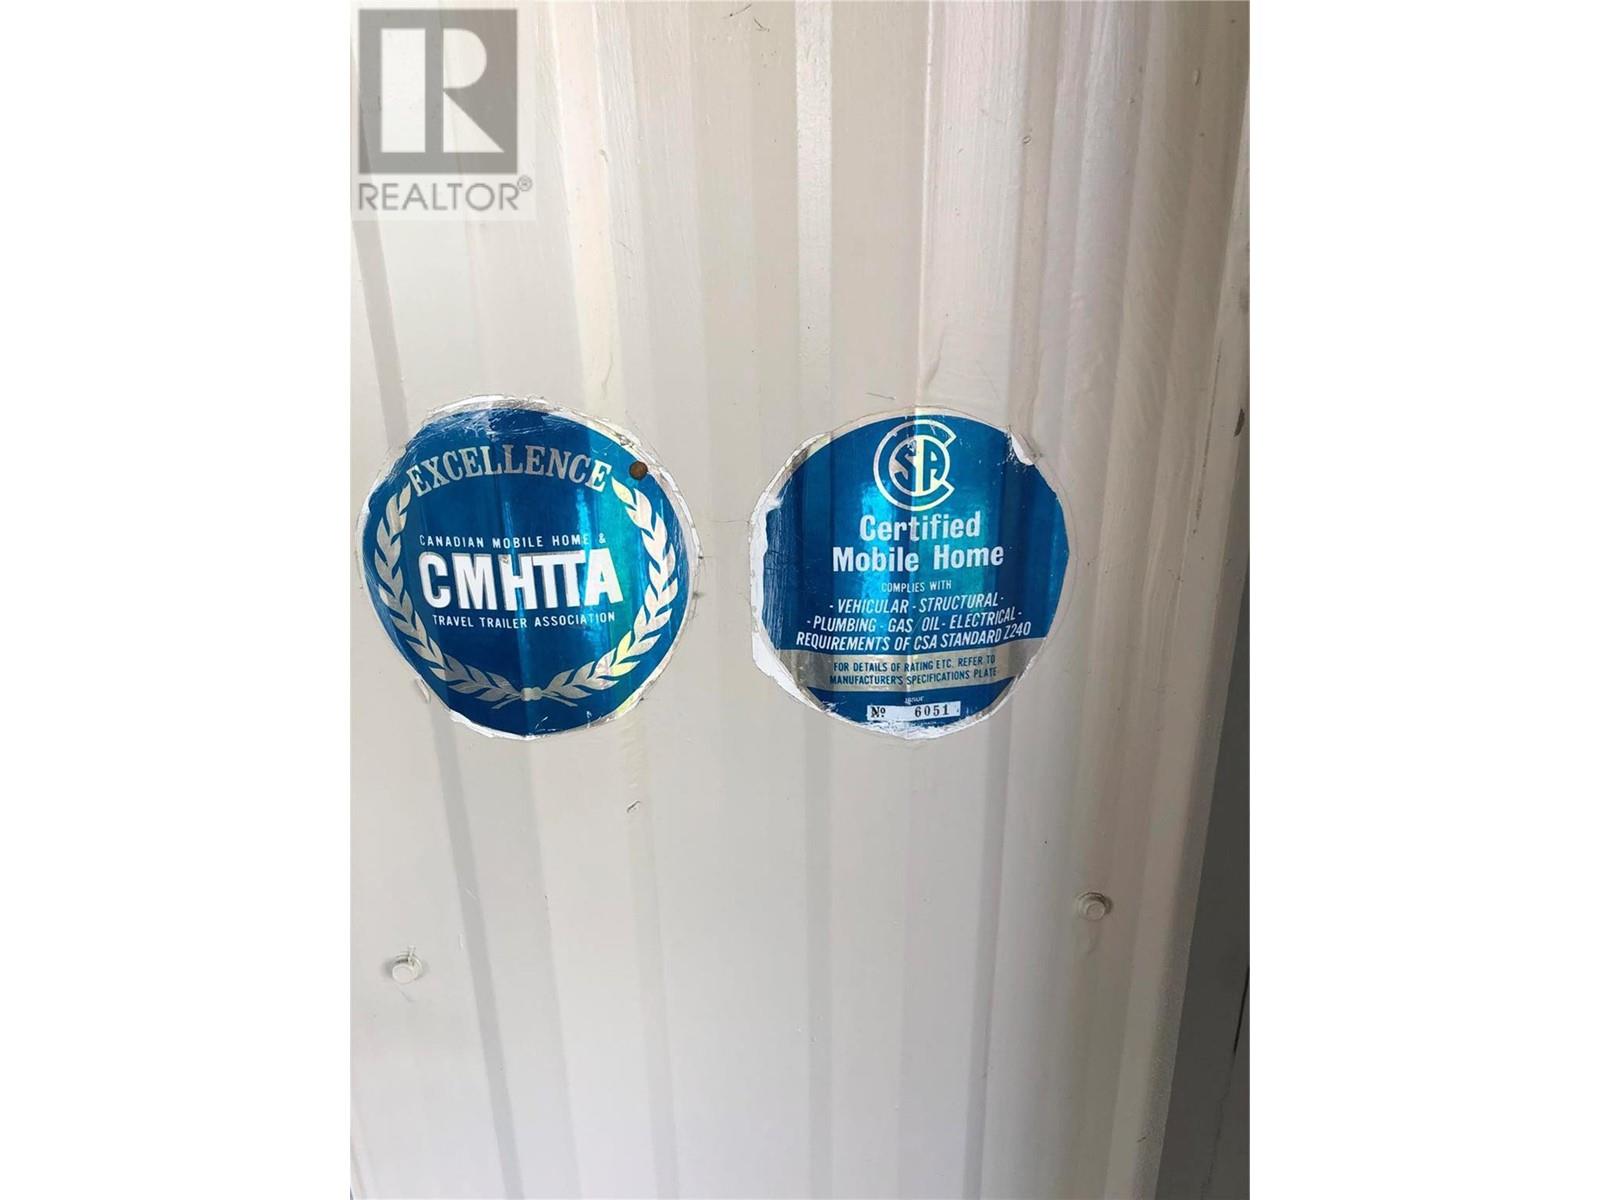 R
REALTOR®
EXCELLENCE
CANADIAN MOBILE HOME &
CMHTTA
TRAVEL TRAILER ASSOCIATION
CSA
Certified
Mobile Home
COMPLIES WITH
- VEHICULAR - STRUCTURAL -
- PLUMBING - GAS / OIL - ELECTRICAL -
REQUIREMENTS OF CSA STANDARD Z240
FOR DETAILS OF RATING ETC. REFER TO
MANUFACTURER'S SPECIFICATIONS PLATE
Nº 6051